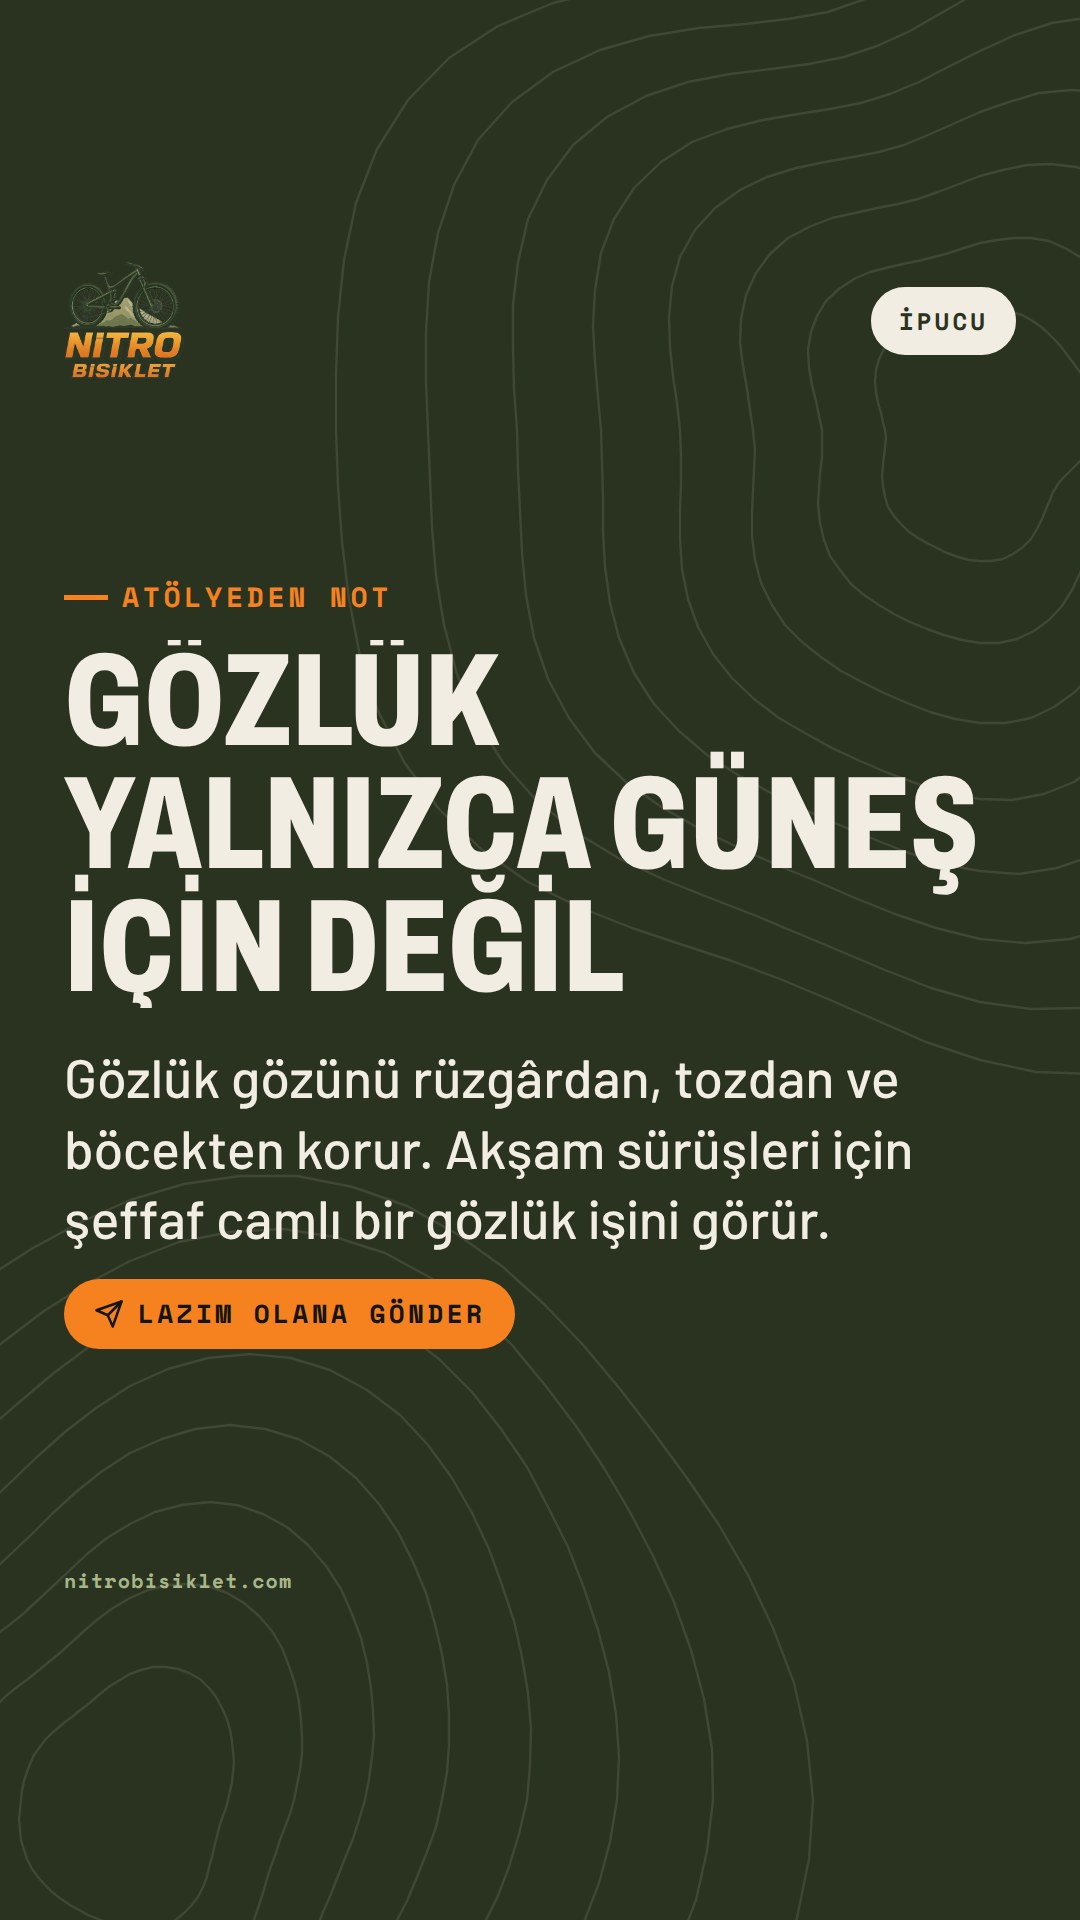 NiTRO
BiSiKLET
İPUCU
ATÖLYEDEN NOT
GÖZLÜK
YALNIZCA GÜNEŞ
İÇİN DEĞİL
Gözlük gözünü rüzgârdan, tozdan ve
böcekten korur. Akşam sürüşleri için
şeffaf camlı bir gözlük işini görür.
LAZIM OLANA GÖNDER
nitrobisiklet.com